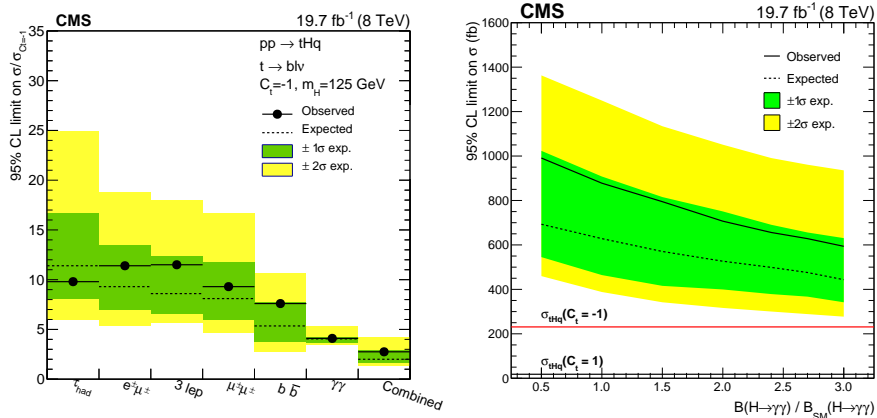 CMS
19.7 fb⁻¹ (8 TeV)
95% CL limit on σ/σ_{Ct=-1}
35
30
25
20
15
10
5
0
pp → tHq
t → blν
C_t=-1, m_H=125 GeV
Observed
Expected
± 1σ exp.
± 2σ exp.
τ_had
e±μ±
3 lep
μ±μ±
b b̅
γγ
Combined
CMS
19.7 fb⁻¹ (8 TeV)
95% CL limit on σ (fb)
1600
1400
1200
1000
800
600
400
200
0
Observed
Expected
±1σ exp.
±2σ exp.
σ_tHq(C_t = -1)
σ_tHq(C_t = 1)
0.5 1.0 1.5 2.0 2.5 3.0
B(H→γγ) / B_SM(H→γγ)